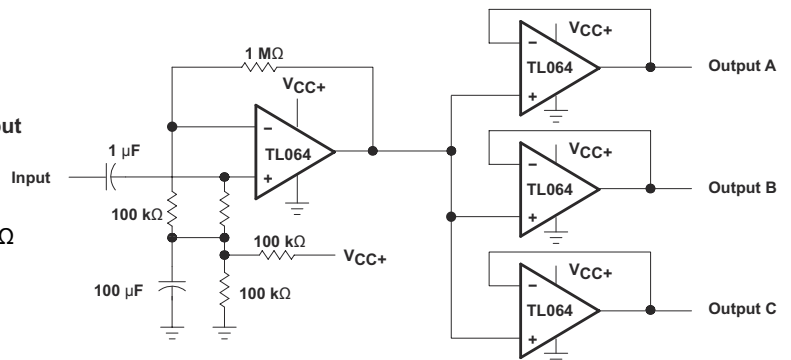 1 MΩ
VCC+
put
1 µF
TL064
Input
100 kΩ
Ω
100 kΩ
VCC+
100 µF
100 kΩ
VCC+
TL064
Output A
VCC+
TL064
Output B
VCC+
TL064
Output C